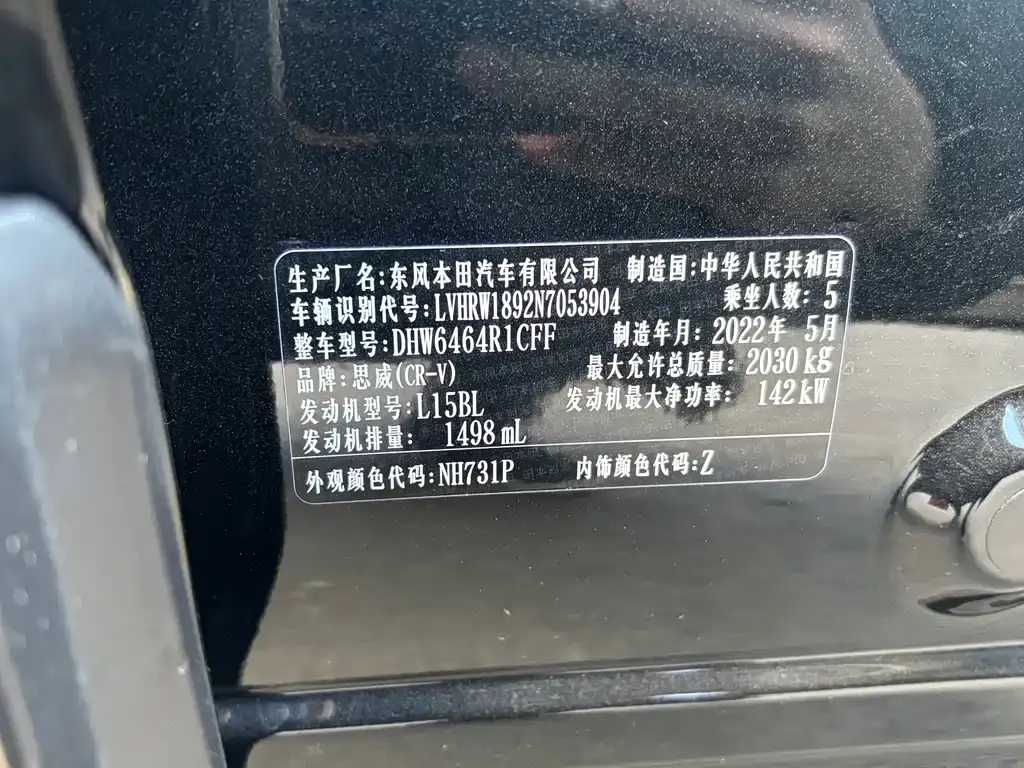 生产厂名:东风本田汽车有限公司 制造国:中华人民共和国
车辆识别代号:LVHRW1892N7053904 乘坐人数: 5
整车型号:DHW6464R1CFF 制造年月: 2022年 5月
品牌:思威(CR-V) 最大允许总质量: 2030 kg
发动机型号:L15BL 发动机最大净功率: 142 kW
发动机排量: 1498 mL
外观颜色代码:NH731P 内饰颜色代码:Z